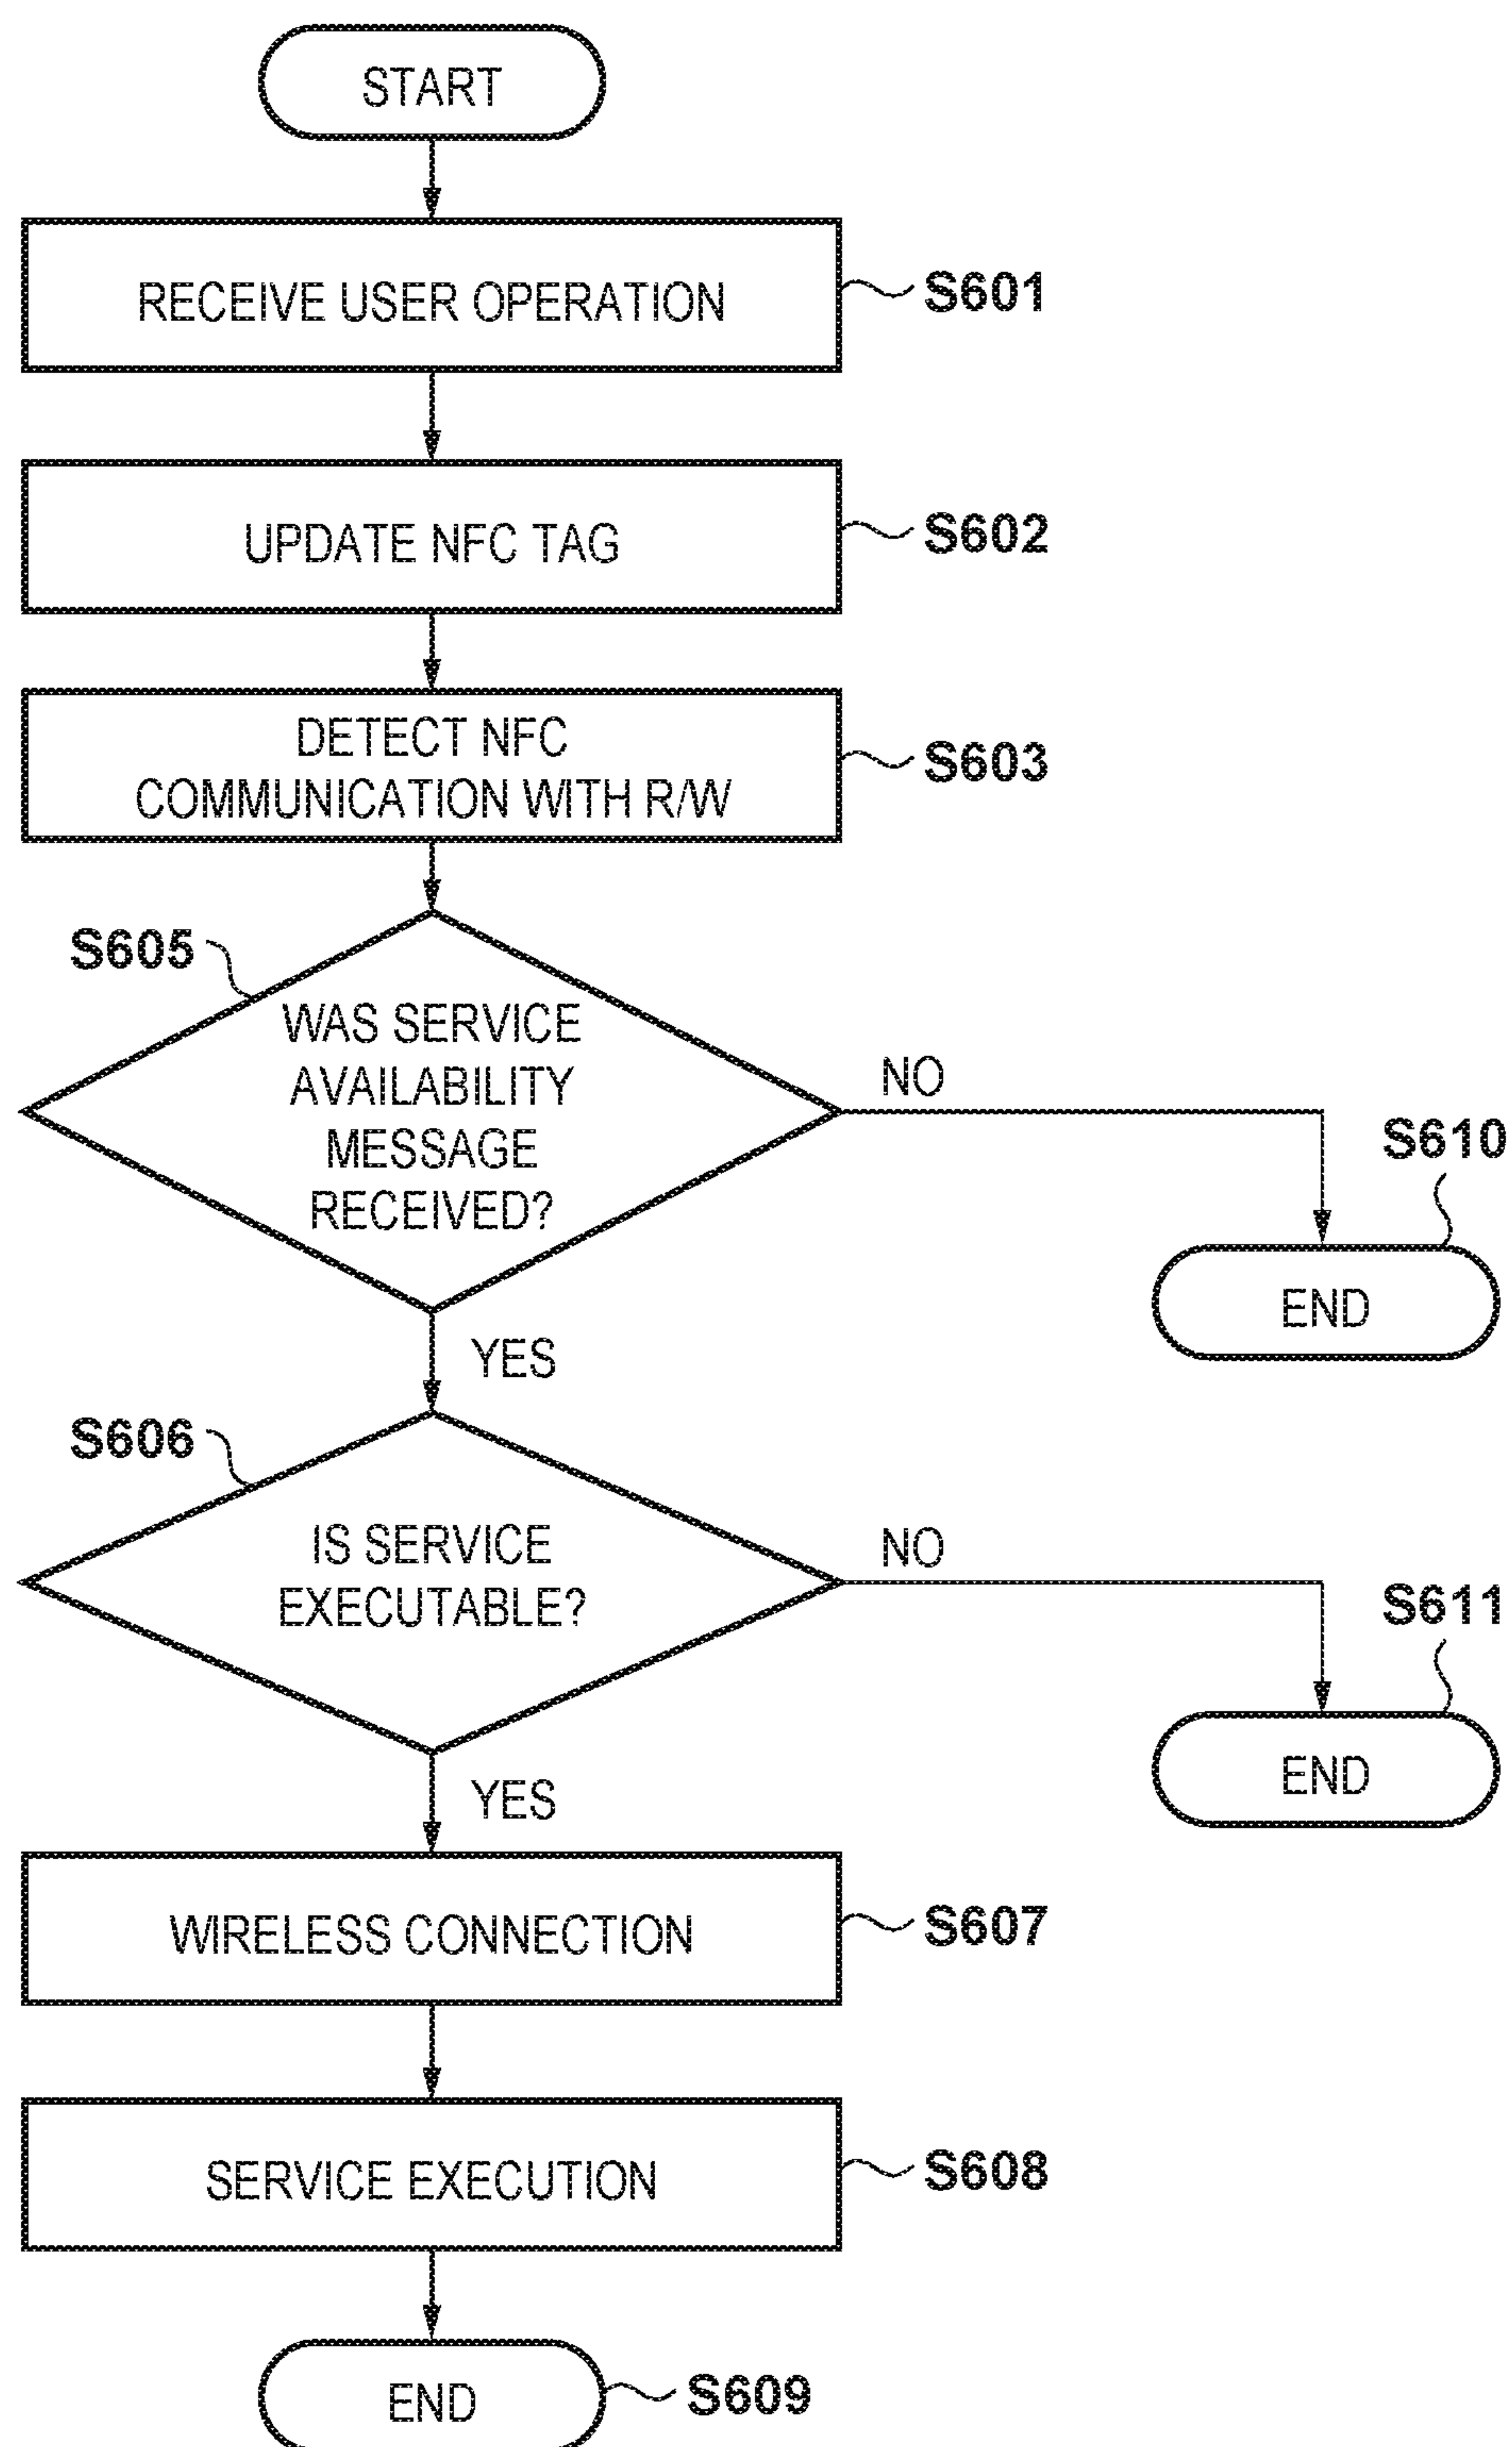 START
RECEIVE USER OPERATION
S601
UPDATE NFC TAG
S602
DETECT NFC
COMMUNICATION WITH R/W
S603
S605
WAS SERVICE
AVAILABILITY
MESSAGE
RECEIVED?
NO
S610
END
YES
S606
IS SERVICE
EXECUTABLE?
NO
S611
END
YES
WIRELESS CONNECTION
S607
SERVICE EXECUTION
S608
END
S609